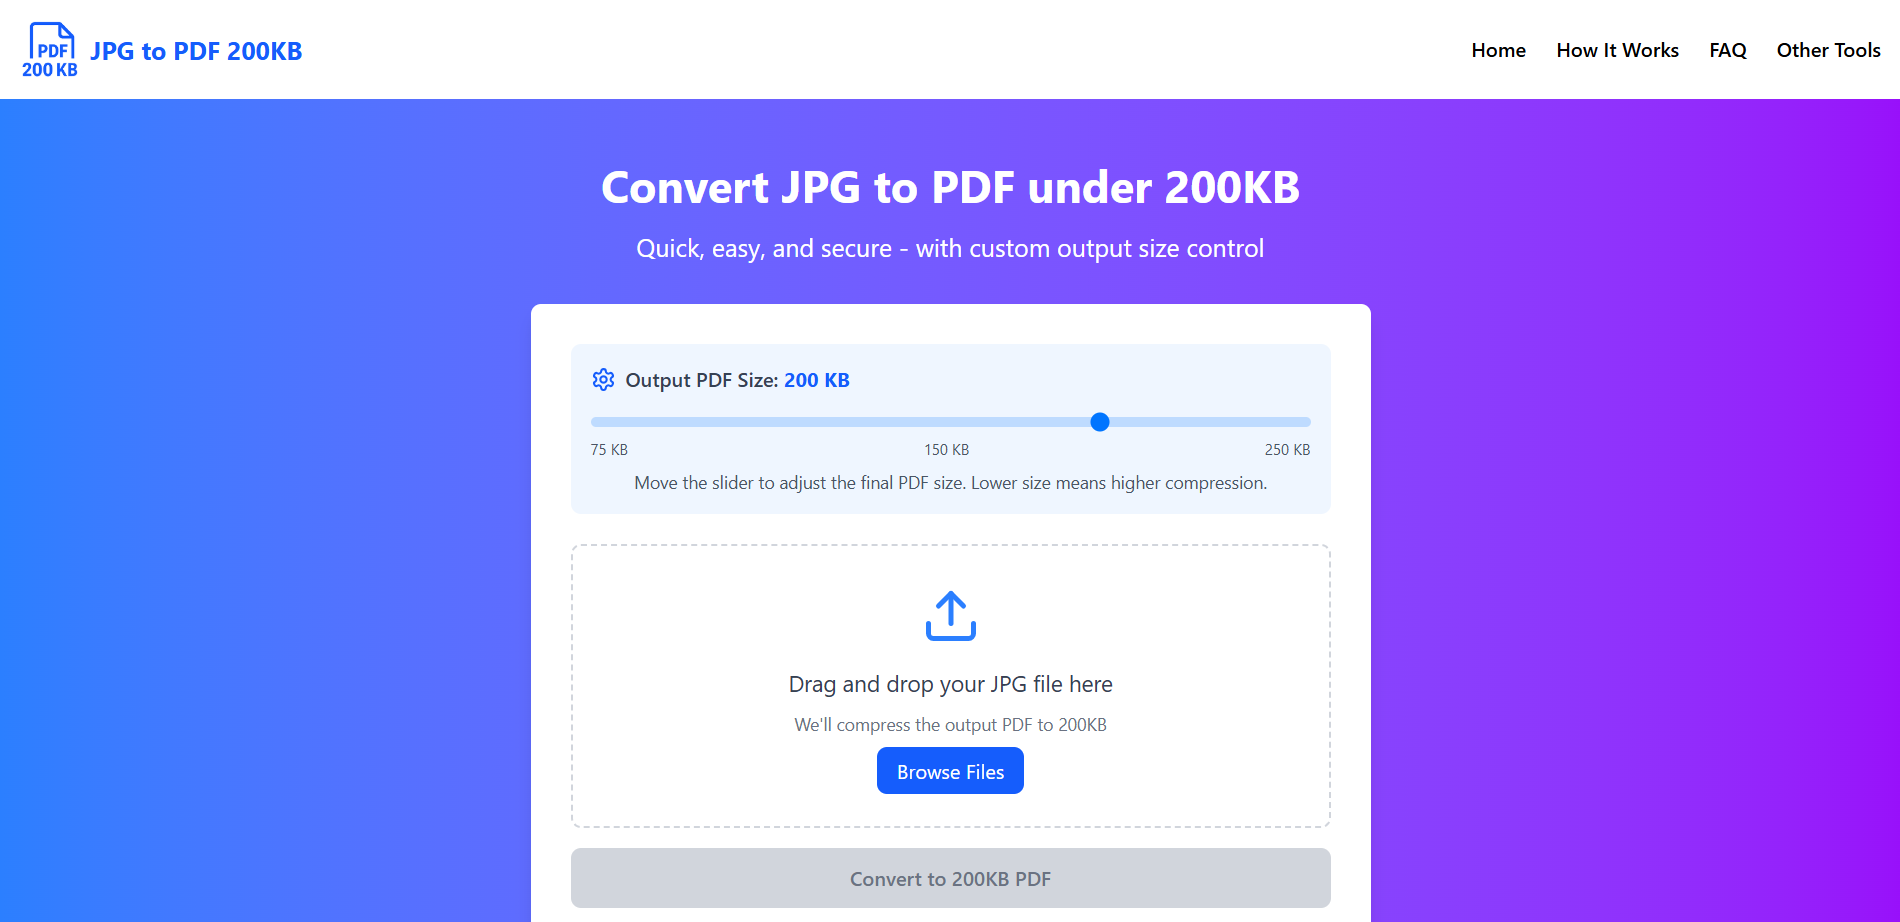 PDF
200 KB
JPG to PDF 200KB
Home How It Works FAQ Other Tools
Convert JPG to PDF under 200KB
Quick, easy, and secure - with custom output size control
Output PDF Size: 200 KB
75 KB 150 KB 250 KB
Move the slider to adjust the final PDF size. Lower size means higher compression.
Drag and drop your JPG file here
We'll compress the output PDF to 200KB
Browse Files
Convert to 200KB PDF